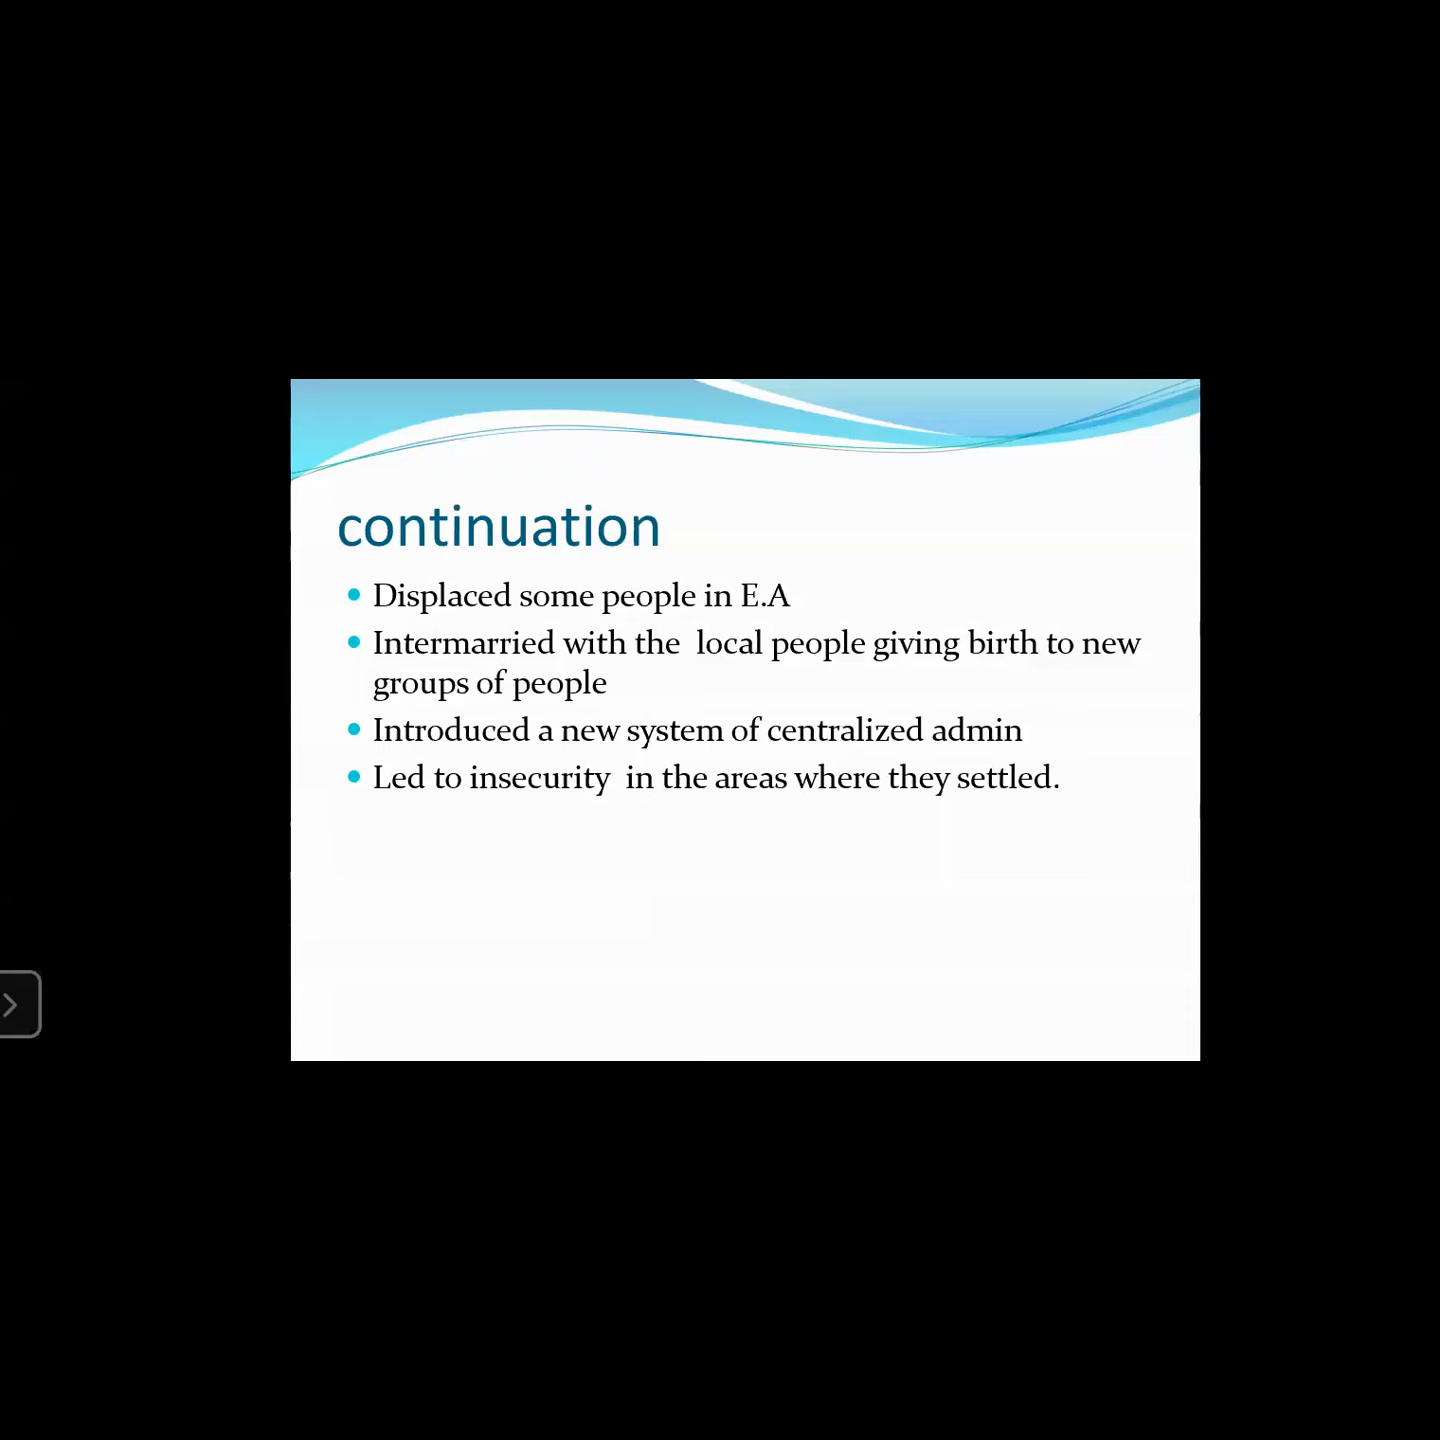 continuation
Displaced some people in E.A
Intermarried with the local people giving birth to new
groups of people
Introduced a new system of centralized admin
Led to insecurity in the areas where they settled.